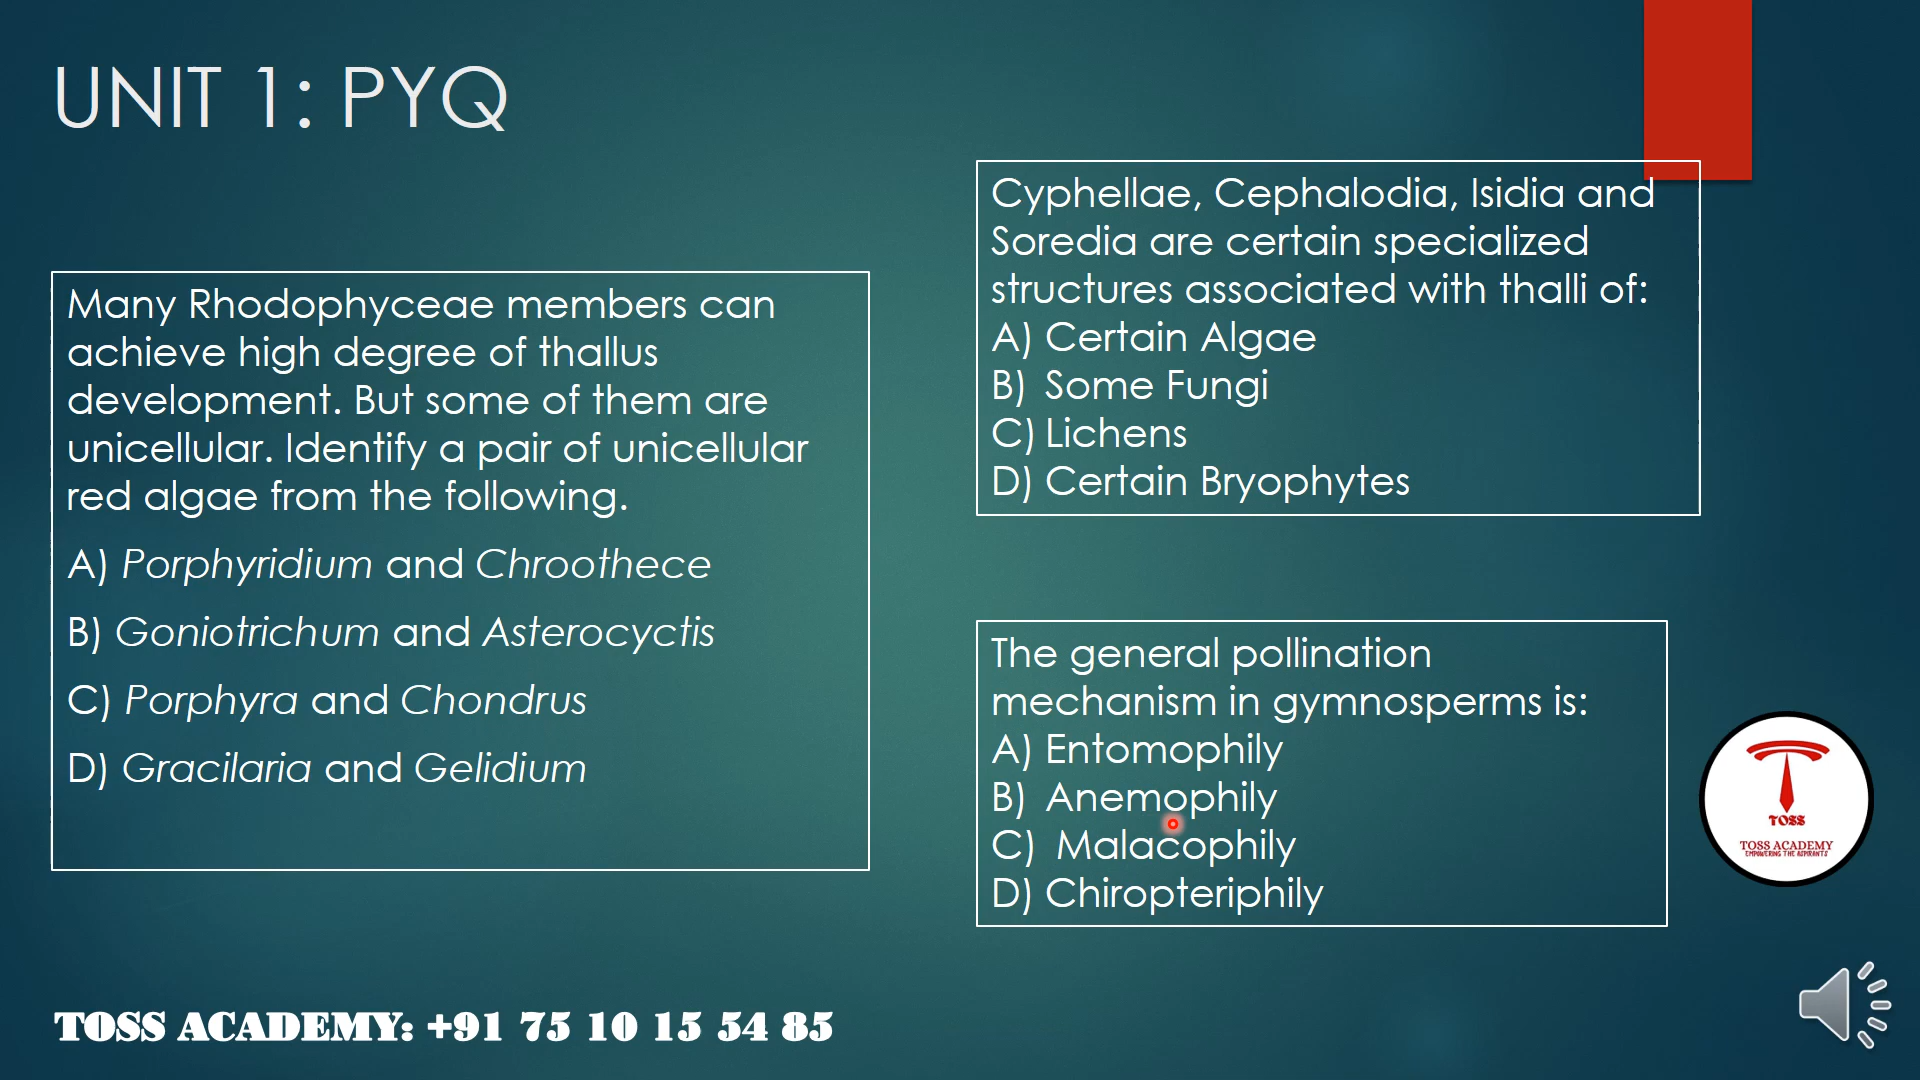 UNIT 1: PYQ
Many Rhodophyceae members can
achieve high degree of thallus
development. But some of them are
unicellular. Identify a pair of unicellular
red algae from the following.
A) Porphyridium and Chroothece
B) Goniotrichum and Asterocyctis
C) Porphyra and Chondrus
D) Gracilaria and Gelidium
Cyphellae, Cephalodia, Isidia and
Soredia are certain specialized
structures associated with thalli of:
A) Certain Algae
B) Some Fungi
C) Lichens
D) Certain Bryophytes
The general pollination
mechanism in gymnosperms is:
A) Entomophily
B) Anemophily
C) Malacophily
D) Chiropteriphily
TOSS
TOSS ACADEMY
EMPOWERING THE ASPIRANTS
TOSS ACADEMY: +91 75 10 15 54 85